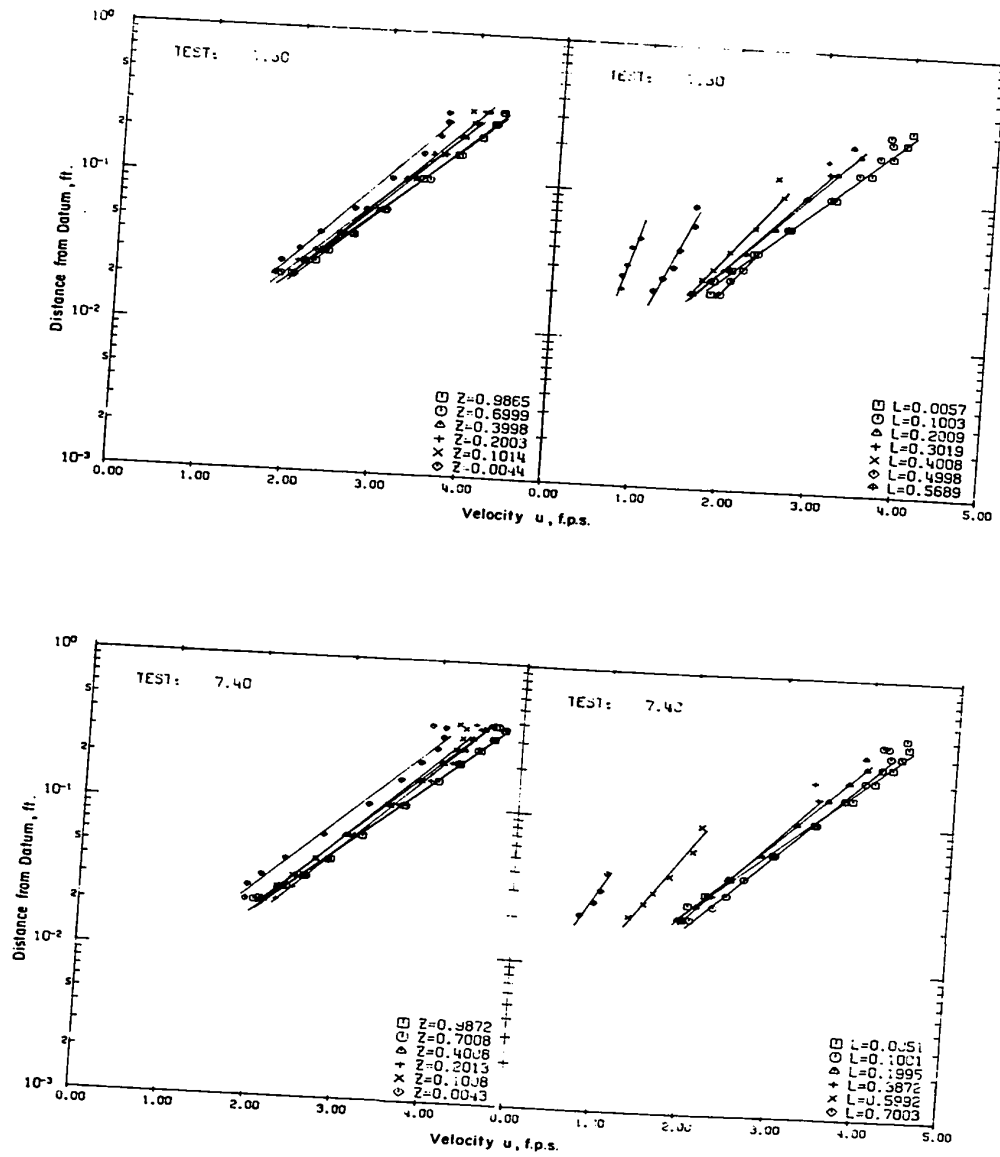 10⁰
5
2
10⁻¹
5
2
10⁻²
5
2
10⁻³
Distance from Datum, ft.
TEST:
TEST:
Z=0.9865
Z=0.6999
Z=0.3998
Z=0.2003
Z=0.1014
L=0.0057
L=0.1003
L=0.2009
L=0.3019
L=0.4008
L=0.4998
L=0.5689
0.00 1.00 2.00 3.00 4.00 0.00 1.00 2.00 3.00 4.00 5.00
Velocity u, f.p.s.
10⁰
5
2
10⁻¹
5
2
10⁻²
5
2
10⁻³
Distance from Datum, ft.
TEST: 7.40
TEST:
Z=0.9872
Z=0.7008
Z=0.4008
Z=0.2013
Z=0.1008
Z=0.0043
L=0.1001
L=0.1995
L=0.3872
L=0.5992
L=0.7003
0.00 1.00 2.00 3.00 4.00 0.00 2.00 3.00 4.00 5.00
Velocity u, f.p.s.